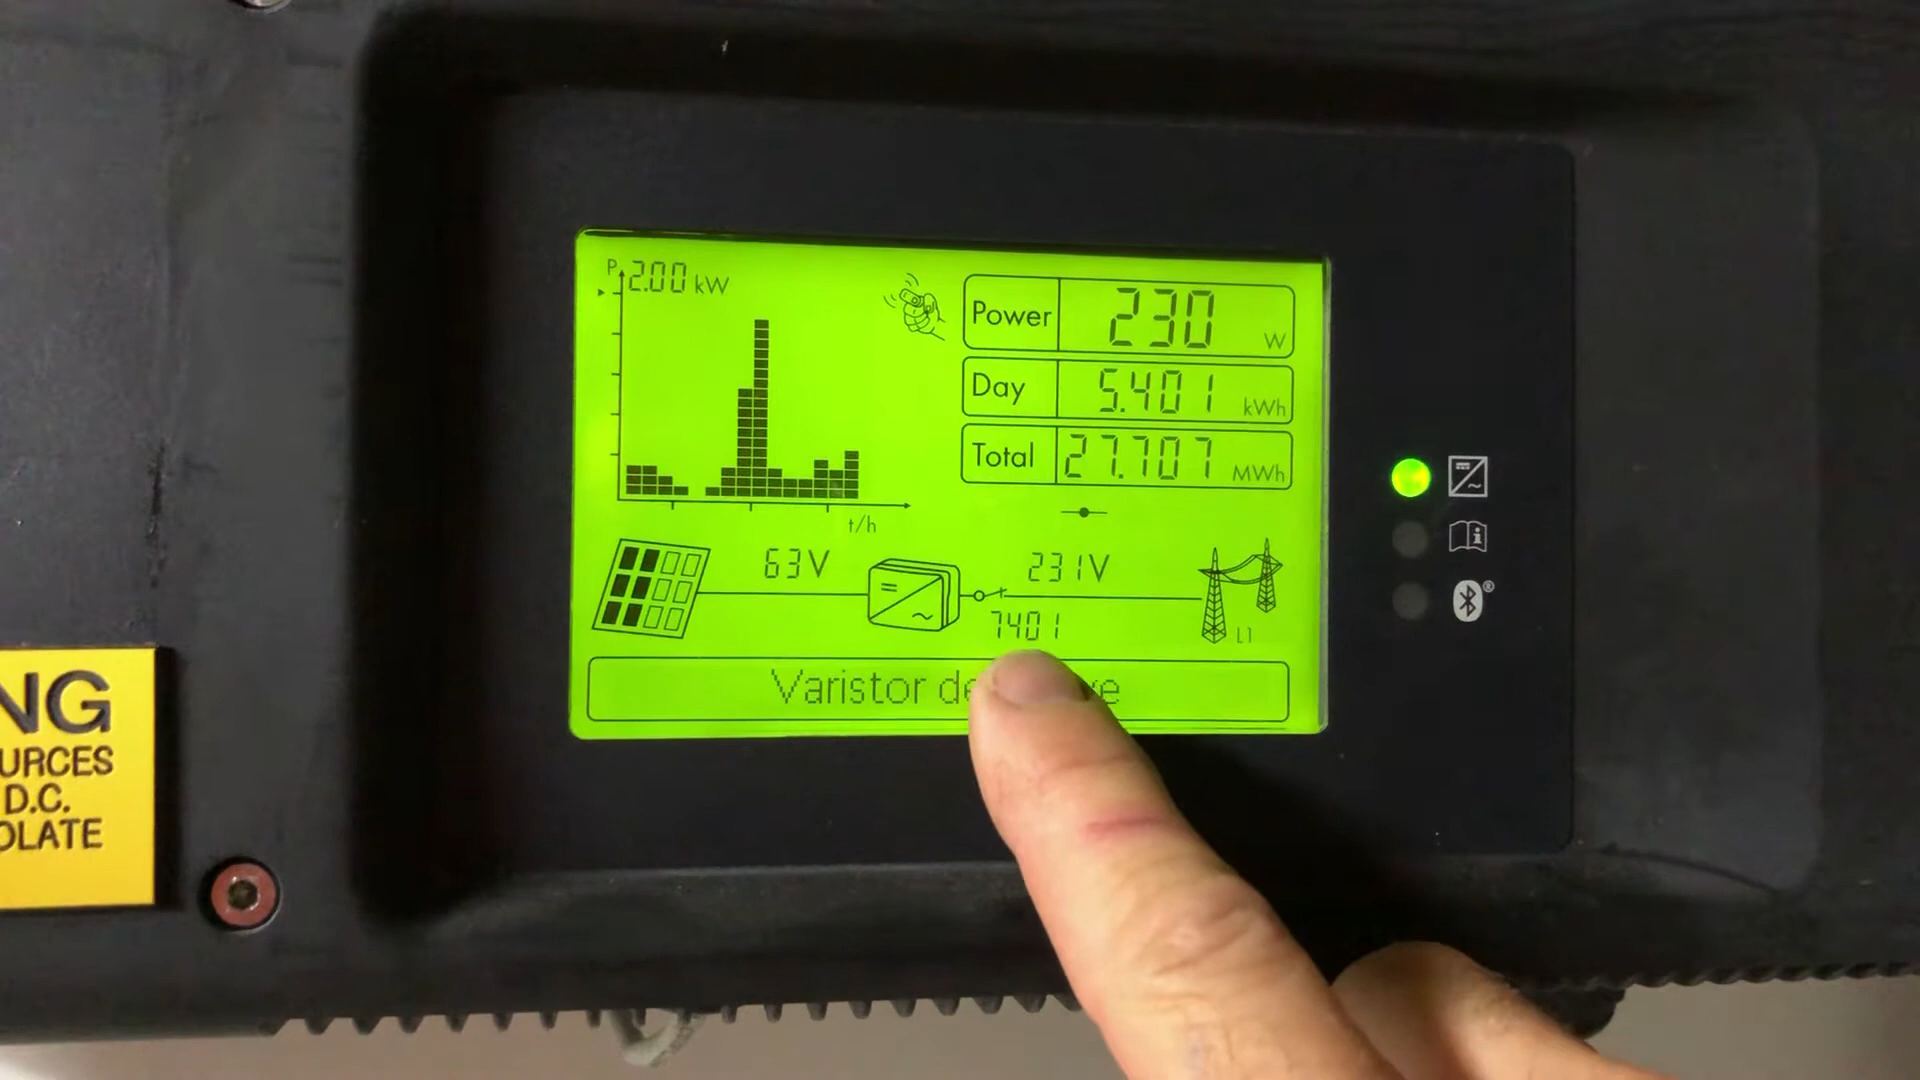 P 2.00 kW
Power 230 W
Day 5.401 kWh
Total 27.707 MWh
t/h
63V
231V
7401
L1
Varistor
NG
URCES
D.C.
OLATE